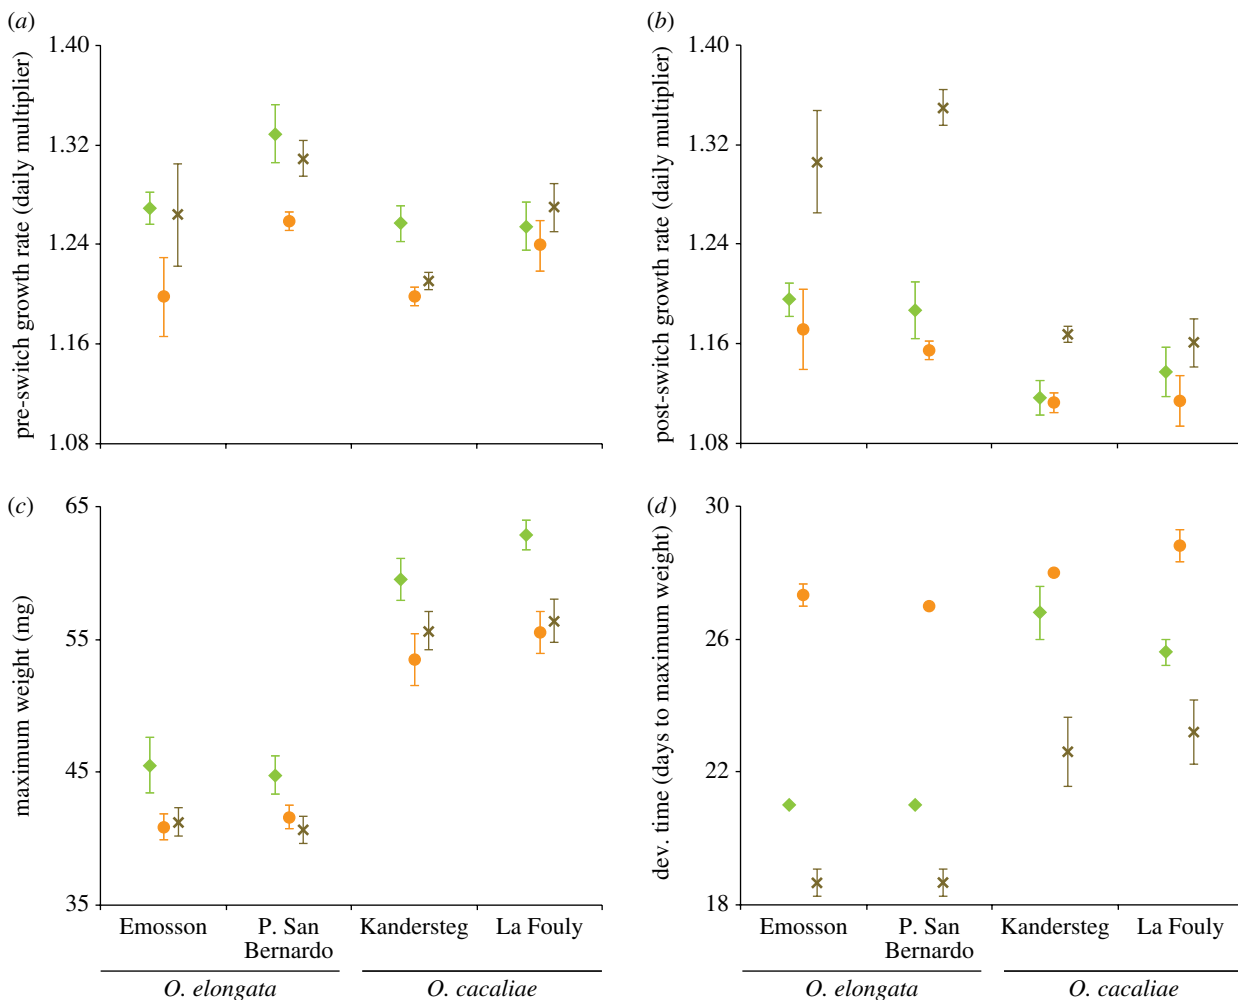 (a)
pre-switch growth rate (daily multiplier)
1.40
1.32
1.24
1.16
1.08
(b)
post-switch growth rate (daily multiplier)
1.40
1.32
1.24
1.16
1.08
(c)
maximum weight (mg)
65
55
45
35
Emosson
P. San
Bernardo
Kandersteg
La Fouly
O. elongata
O. cacaliae
(d)
dev. time (days to maximum weight)
30
26
22
18
Emosson
P. San
Bernardo
Kandersteg
La Fouly
O. elongata
O. cacaliae